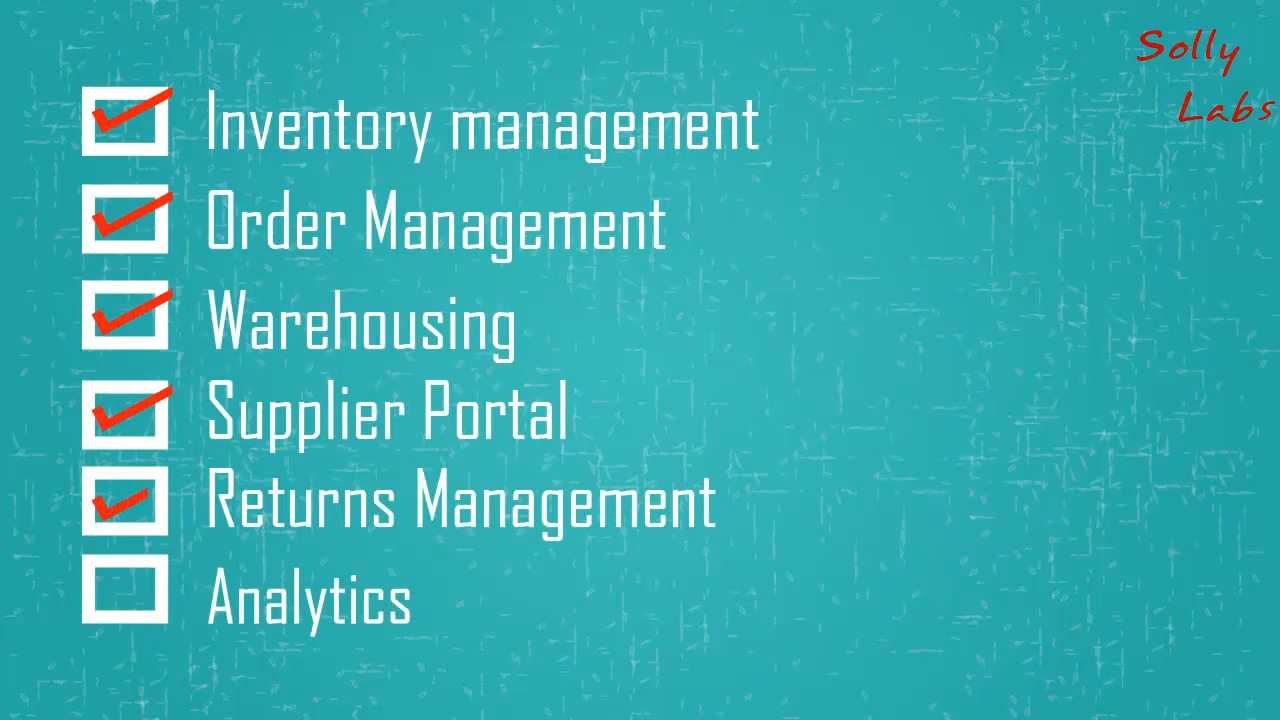 Solly
Labs
Inventory management
Order Management
Warehousing
Supplier Portal
Returns Management
Analytics